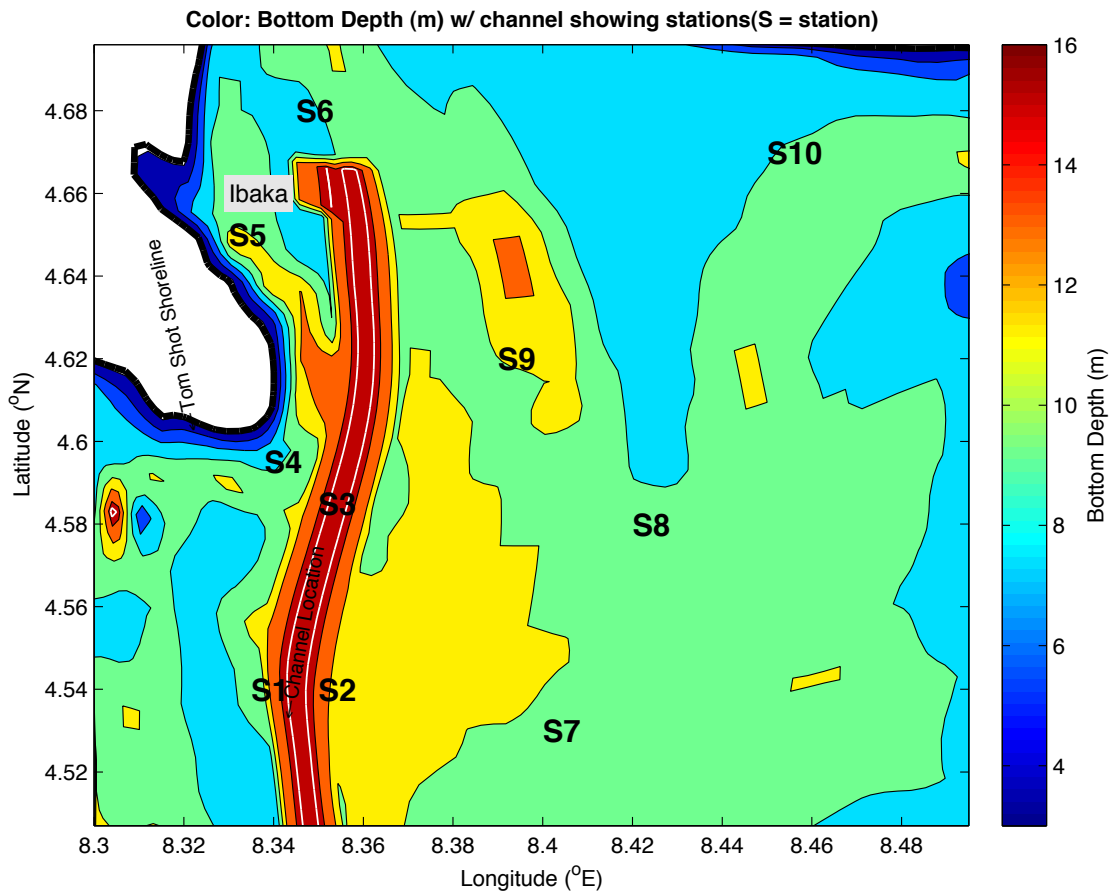 Color: Bottom Depth (m) w/ channel showing stations(S = station)
16
14
12
10
8
6
4
Bottom Depth (m)
4.68
4.66
4.64
4.62
4.6
4.58
4.56
4.54
4.52
Latitude (°N)
S6
S10
Ibaka
S5
←Tom Shot Shoreline
S9
S4
S3
S8
← Channel Location
S1
S2
S7
8.3
8.32
8.34
8.36
8.38
8.4
8.42
8.44
8.46
8.48
Longitude (°E)